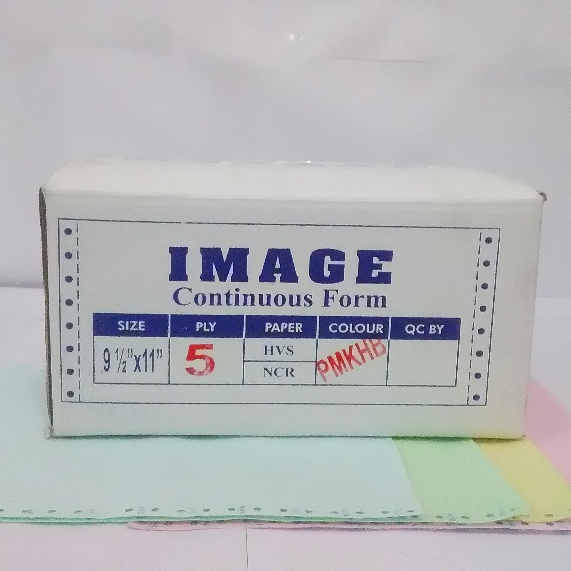 IMAGE
Continuous Form
SIZE PLY PAPER COLOUR QC BY
9 ½"x11" 5 HVS PMKHB
NCR